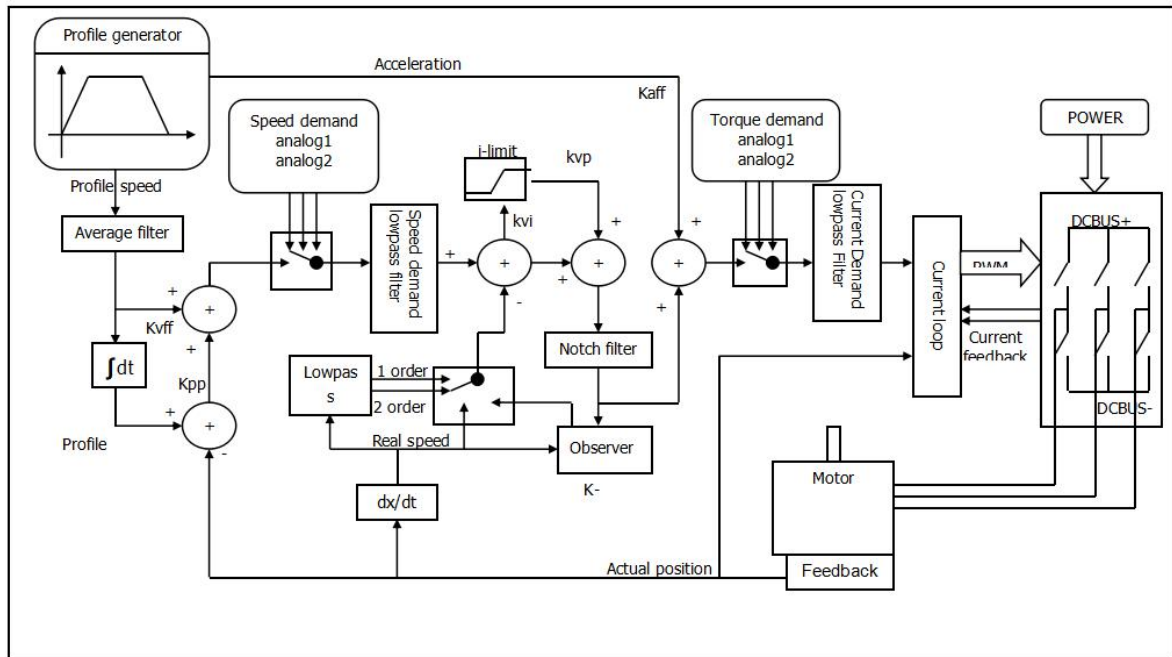 Profile generator
Acceleration
Kaff
Speed demand
analog1
analog2
Torque demand
analog1
analog2
POWER
i-limit
kvp
Profile speed
Average filter
Speed demand
lowpass filter
kvi
Current Demand
lowpass Filter
Current loop
PWM
DCBUS+
+
+
+
+
+
+
+
+
+
-
+
+
+
Kvff
+
∫dt
Kpp
Notch filter
Current
feedback
Lowpas
s
1 order
2 order
DCBUS-
+
+
-
Profile
Real speed
Observer
K-
dx/dt
Motor
Actual position
Feedback